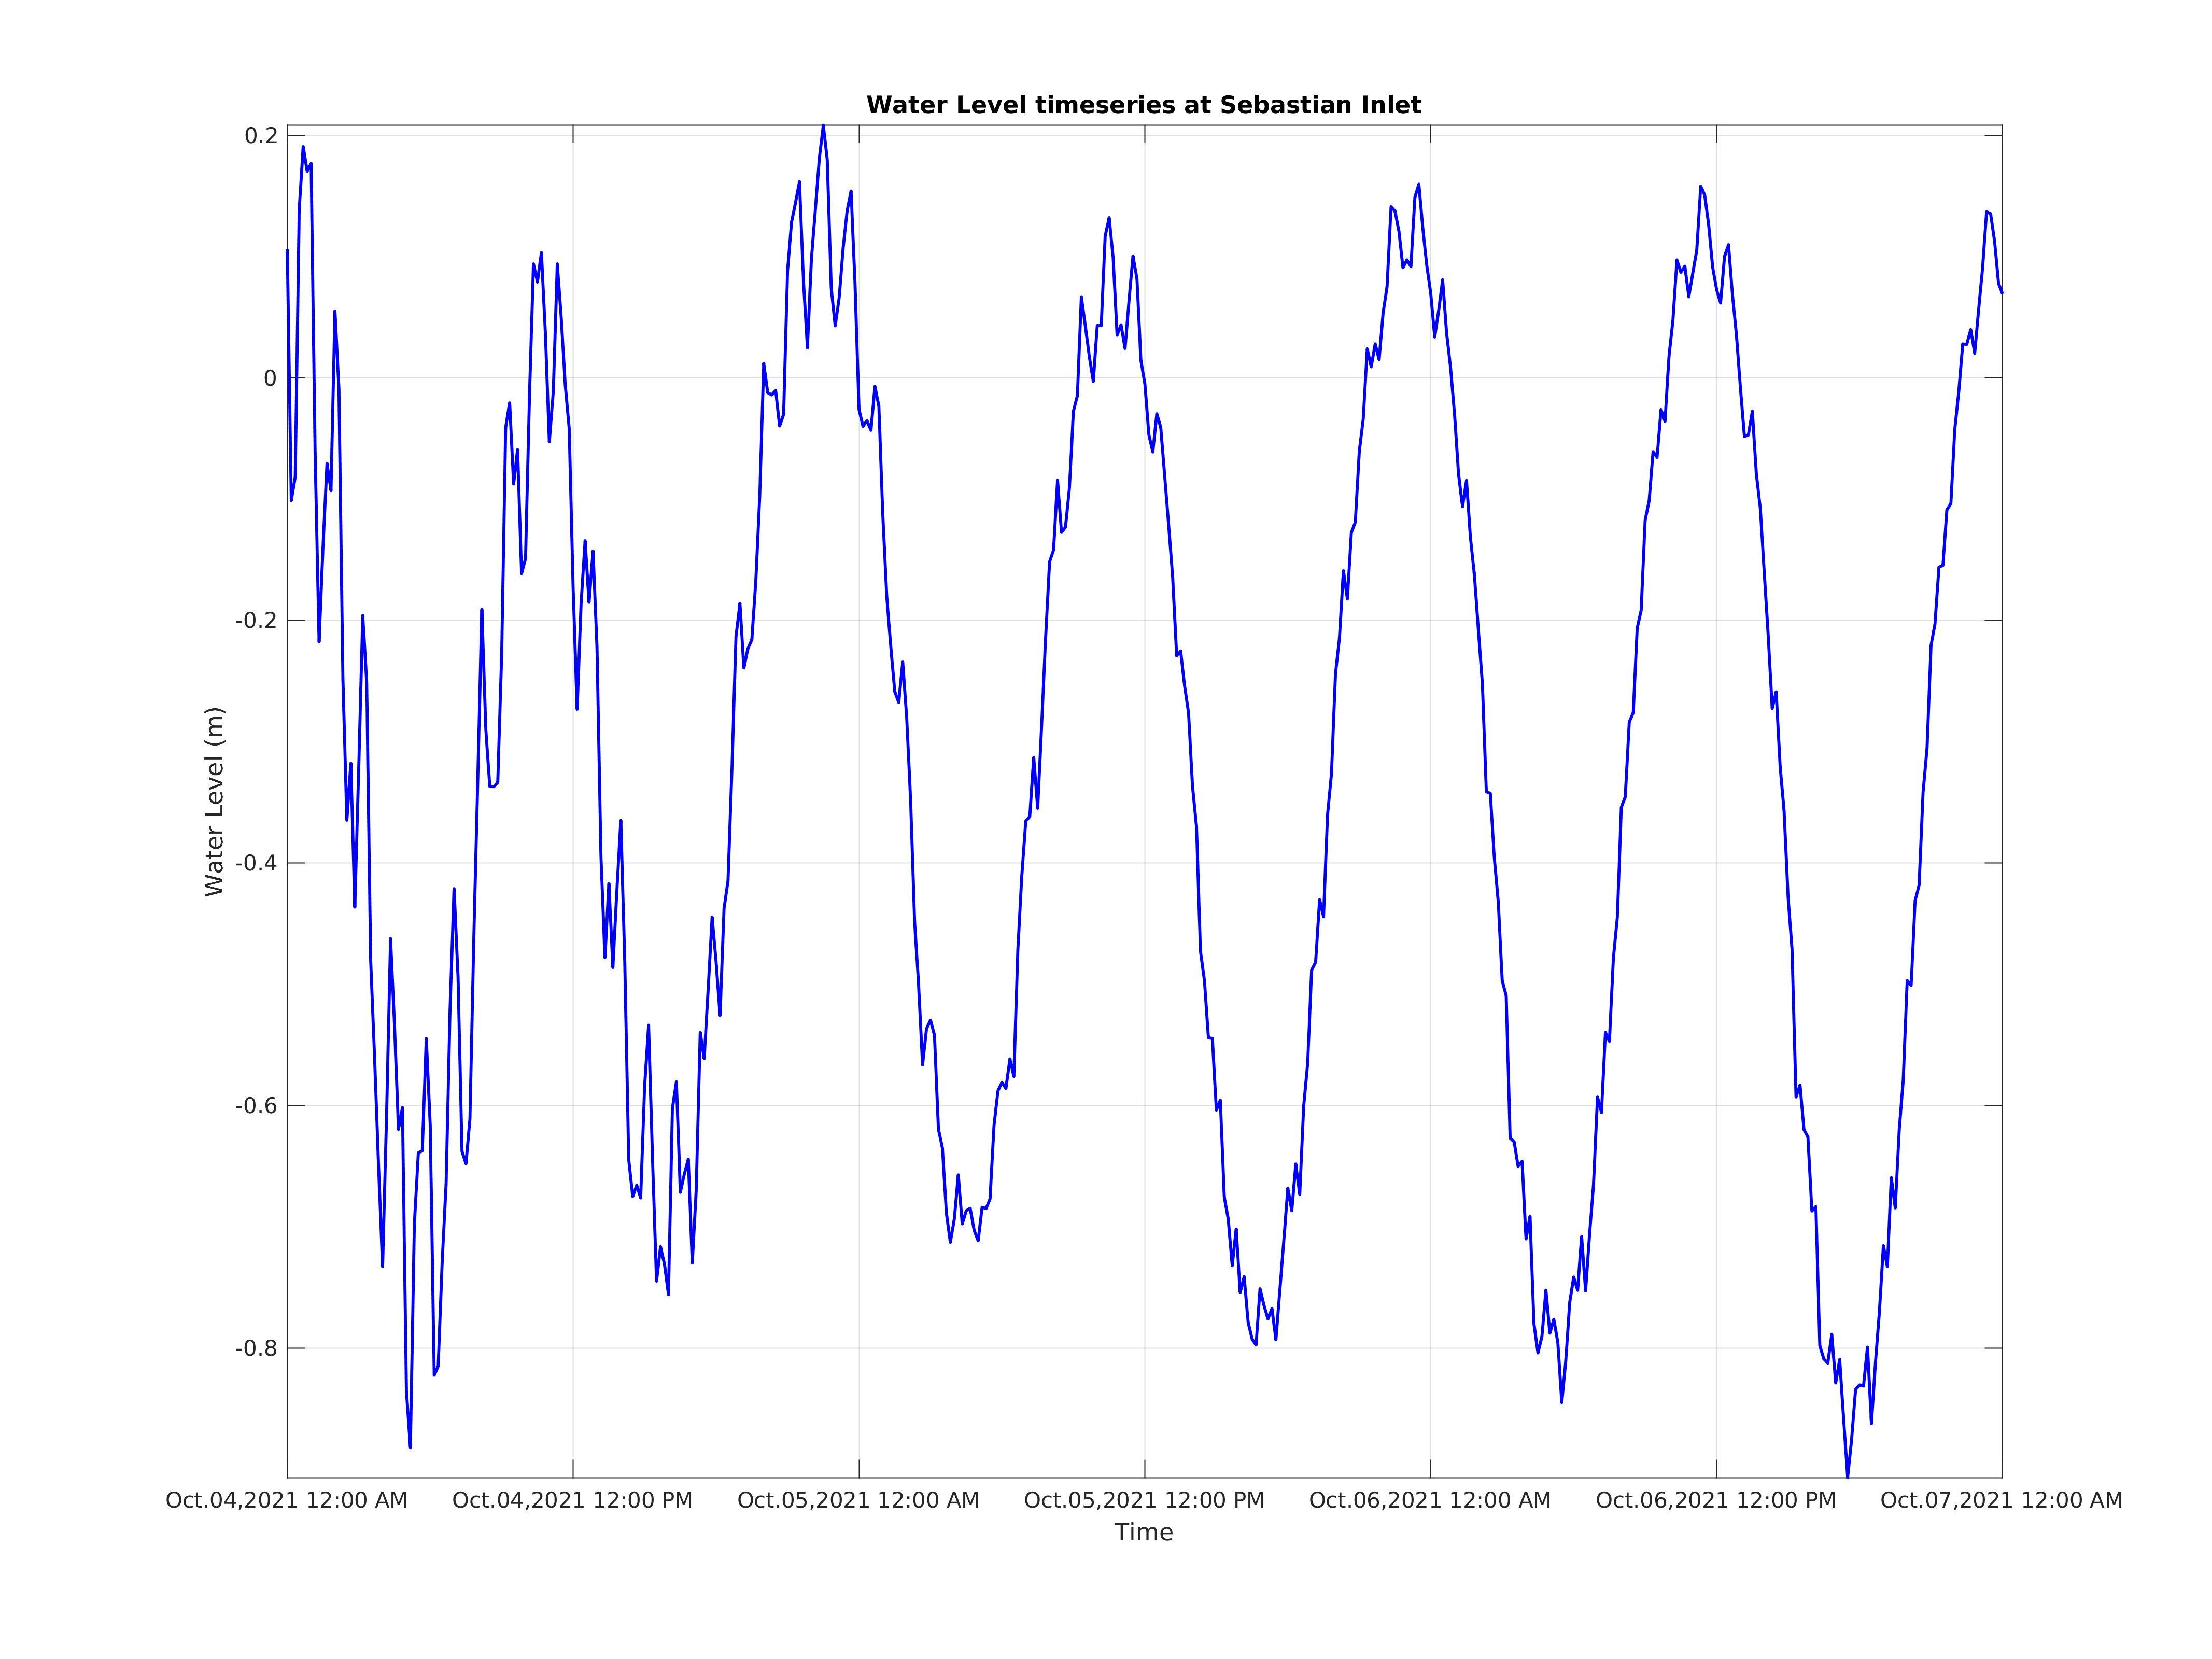 Water Level timeseries at Sebastian Inlet
0.2
0
-0.2
-0.4
-0.6
-0.8
Water Level (m)
Oct.04,2021 12:00 AM
Oct.04,2021 12:00 PM
Oct.05,2021 12:00 AM
Oct.05,2021 12:00 PM
Oct.06,2021 12:00 AM
Oct.06,2021 12:00 PM
Oct.07,2021 12:00 AM
Time